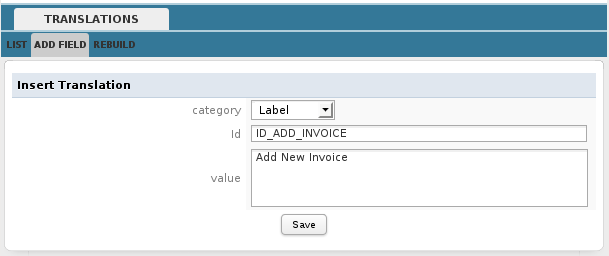 TRANSLATIONS
LIST ADD FIELD REBUILD
Insert Translation
category Label
Id ID_ADD_INVOICE
value Add New Invoice
Save